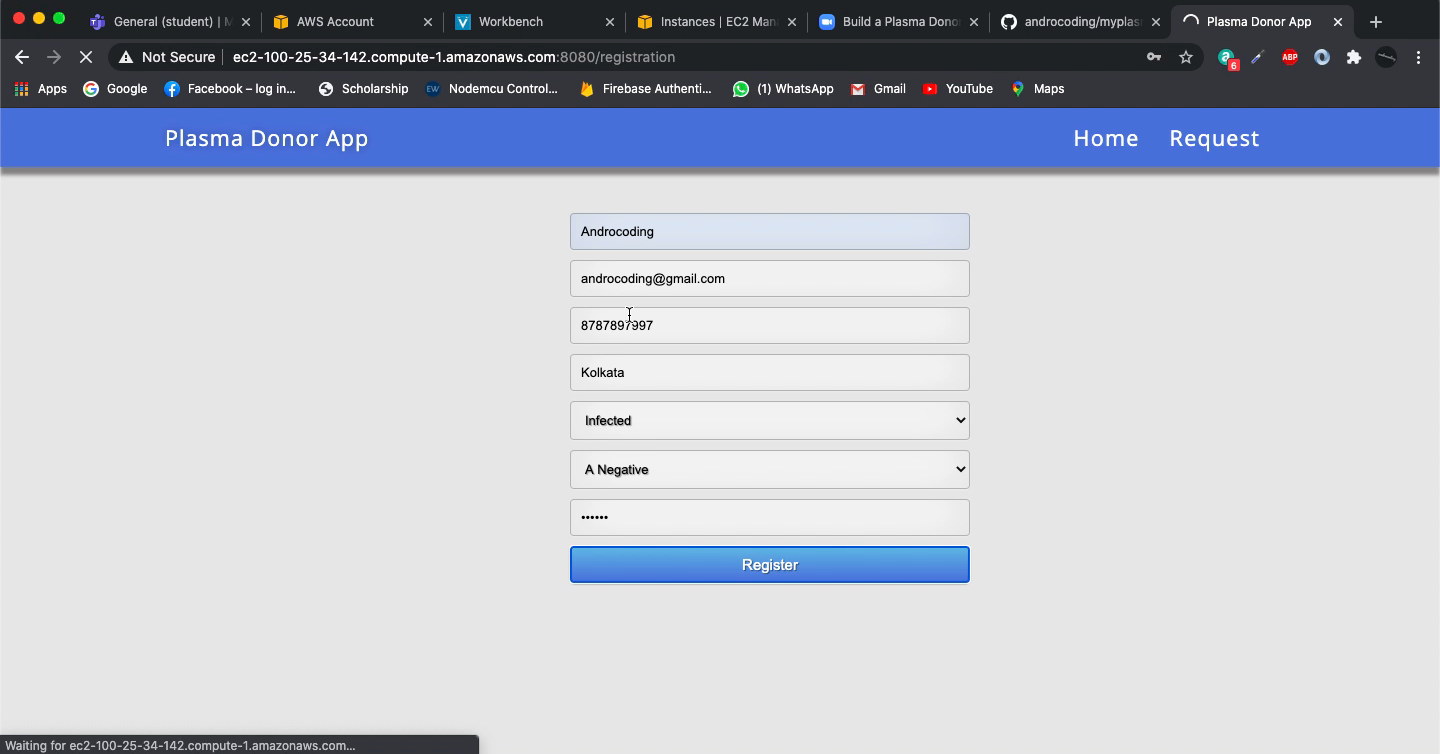 General (student) | M
AWS Account
Workbench
Instances | EC2 Man
Build a Plasma Dono
androcoding/myplas
Plasma Donor App
Not Secure
ec2-100-25-34-142.compute-1.amazonaws.com:8080/registration
6
ABP
Apps
Google
Facebook – log in...
EW
Scholarship
Nodemcu Control...
Firebase Authenti...
(1) WhatsApp
Gmail
YouTube
Maps
Plasma Donor App
Home
Request
Androcoding
androcoding@gmail.com
8787897997
Kolkata
Infected
A Negative
••••••
Register
Waiting for ec2-100-25-34-142.compute-1.amazonaws.com...